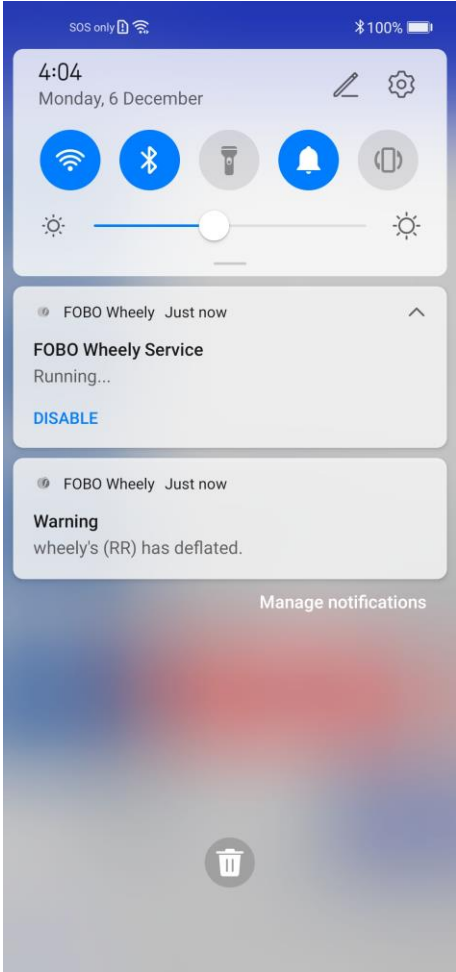 SOS only 100%
4:04
Monday, 6 December
FOBO Wheely Just now
FOBO Wheely Service
Running...
DISABLE
FOBO Wheely Just now
Warning
wheely's (RR) has deflated.
Manage notifications